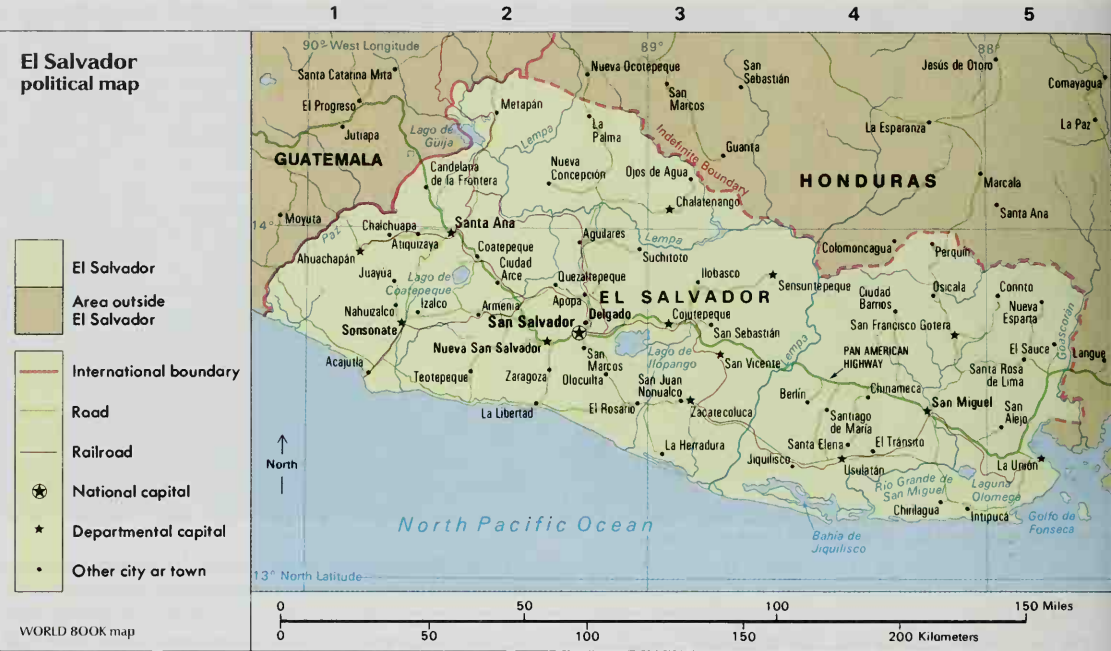 1 2 3 4 5
El Salvador
political map
El Salvador
Area outside
El Salvador
International boundary
Road
Railroad
National capital
Departmental capital
Other city ar town
WORLD BOOK map
90° West Longitude
89°
88°
Santa Catarina Mita
El Progreso
Jutiapa
GUATEMALA
Moyuta
14°
Lago de
Güija
Metapán
Lempa
Candelaria
de la Frontera
Nueva Ocotepeque
San
Marcos
San
Sebastián
La
Palma
Indefinite Boundary
Guanta
Nueva
Concepción
Ojos de Agua
Chalatenango
Jesús de Otoro
Comayagua
La Esperanza
La Paz
HONDURAS
Marcala
Santa Ana
Paz
Chalchuapa
Santa Ana
Atiquizaya
Ahuachapán
Coatepeque
Aguilares
Lempa
Suchitoto
Colomoncagua
Perquín
Juayúa
Lago de
Coatepeque
Ciudad
Arce
Quezaltepeque
Ilobasco
Sensuntepeque
Ciudad
Barrios
Osicala
Connto
Nueva
Esparta
Goascorán
Nahuizalco
Izalco
Armenia
Apopa
EL SALVADOR
Sonsonate
San Salvador
Delgado
Cojutepeque
San Sebastián
San Francisco Gotera
Nueva San Salvador
Lago de
Ilopango
San Vicente
Lempa
PAN AMERICAN
HIGHWAY
El Sauce
Langue
Santa Rosa
de Lima
Acajutla
Teotepeque
Zaragoza
San
Marcos
Olocuilta
San Juan
Nonualco
Berlín
Chinameca
San Miguel
La Libertad
El Rosario
Zacatecoluca
Santiago
de María
San
Alejo
North
La Herradura
Santa Elena
El Tránsito
Jiquilisco
Usulután
La Unión
Río Grande de
San Miguel
Laguna
Olomega
Chirilagua
Intipucá
Golfo de
Fonseca
North Pacific Ocean
Bahía de
Jiquilisco
13° North Latitude
0 50 100 150 Miles
0 50 100 150 200 Kilometers